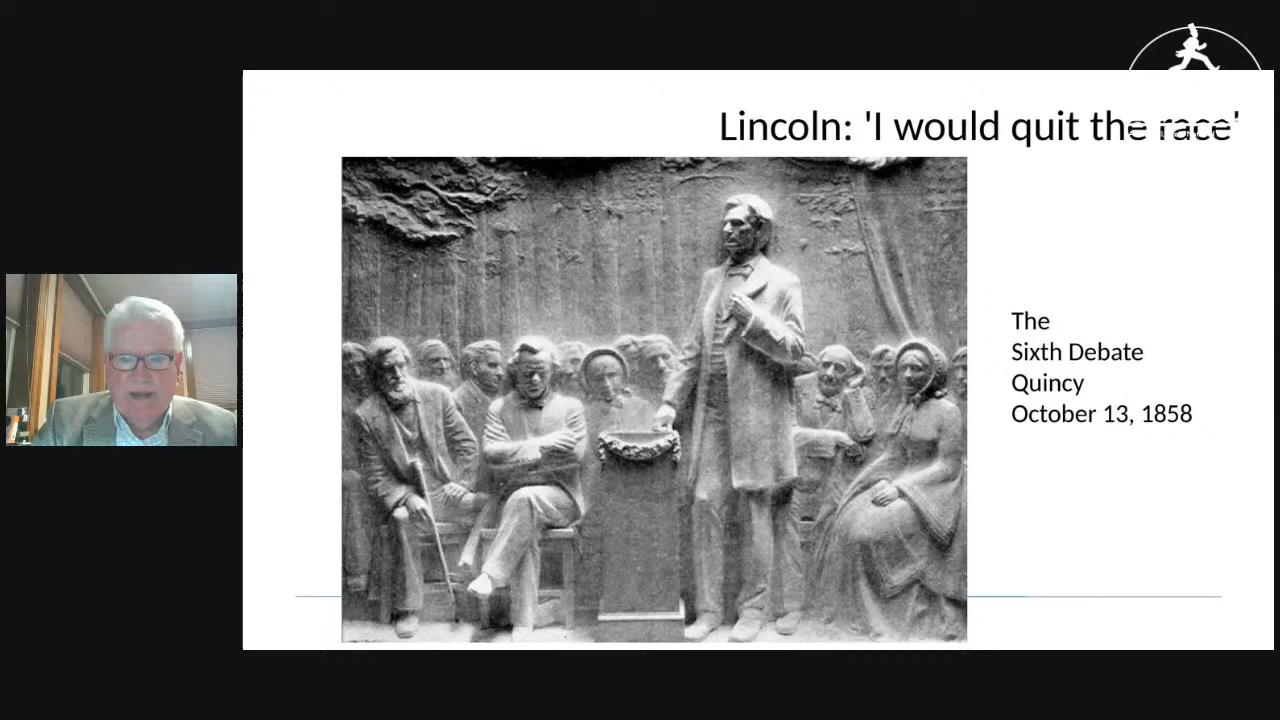 Lincoln: 'I would quit the race'
The
Sixth Debate
Quincy
October 13, 1858